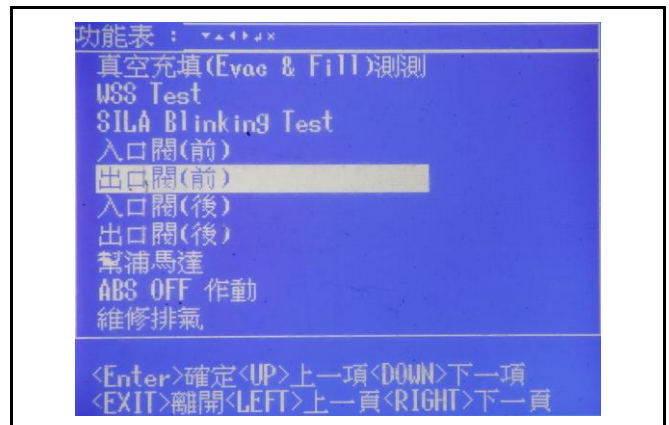 功能表： ▼▲◀▶↲×
真空充填(Evac & Fill)測測
WSS Test
SILA Blinking Test
入口閥(前)
出口閥(前)
入口閥(後)
出口閥(後)
幫浦馬達
ABS OFF 作動
維修排氣
<Enter>確定<UP>上一項<DOWN>下一項
<EXIT>離開<LEFT>上一頁<RIGHT>下一頁